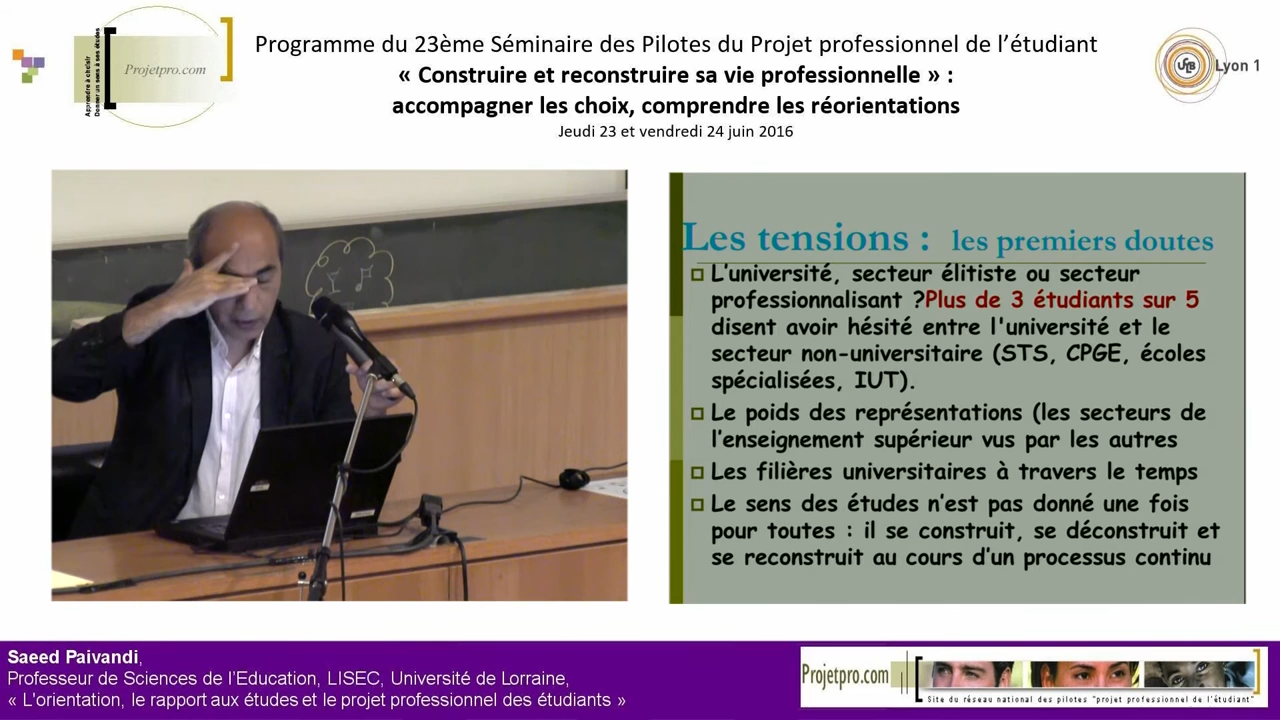 Apprendre à choisir
Donner un sens à ses études
Projetpro.com
Programme du 23ème Séminaire des Pilotes du Projet professionnel de l'étudiant
« Construire et reconstruire sa vie professionnelle » :
accompagner les choix, comprendre les réorientations
Jeudi 23 et vendredi 24 juin 2016
Lyon 1
Les tensions : les premiers doutes
L'université, secteur élitiste ou secteur
professionnalisant ?Plus de 3 étudiants sur 5
disent avoir hésité entre l'université et le
secteur non-universitaire (STS, CPGE, écoles
spécialisées, IUT).
Le poids des représentations (les secteurs de
l'enseignement supérieur vus par les autres
Les filières universitaires à travers le temps
Le sens des études n'est pas donné une fois
pour toutes : il se construit, se déconstruit et
se reconstruit au cours d'un processus continu
Saeed Paivandi,
Professeur de Sciences de l'Education, LISEC, Université de Lorraine,
« L'orientation, le rapport aux études et le projet professionnel des étudiants »
Projetpro.com
Site du réseau national des pilotes "projet professionnel de l'étudiant"